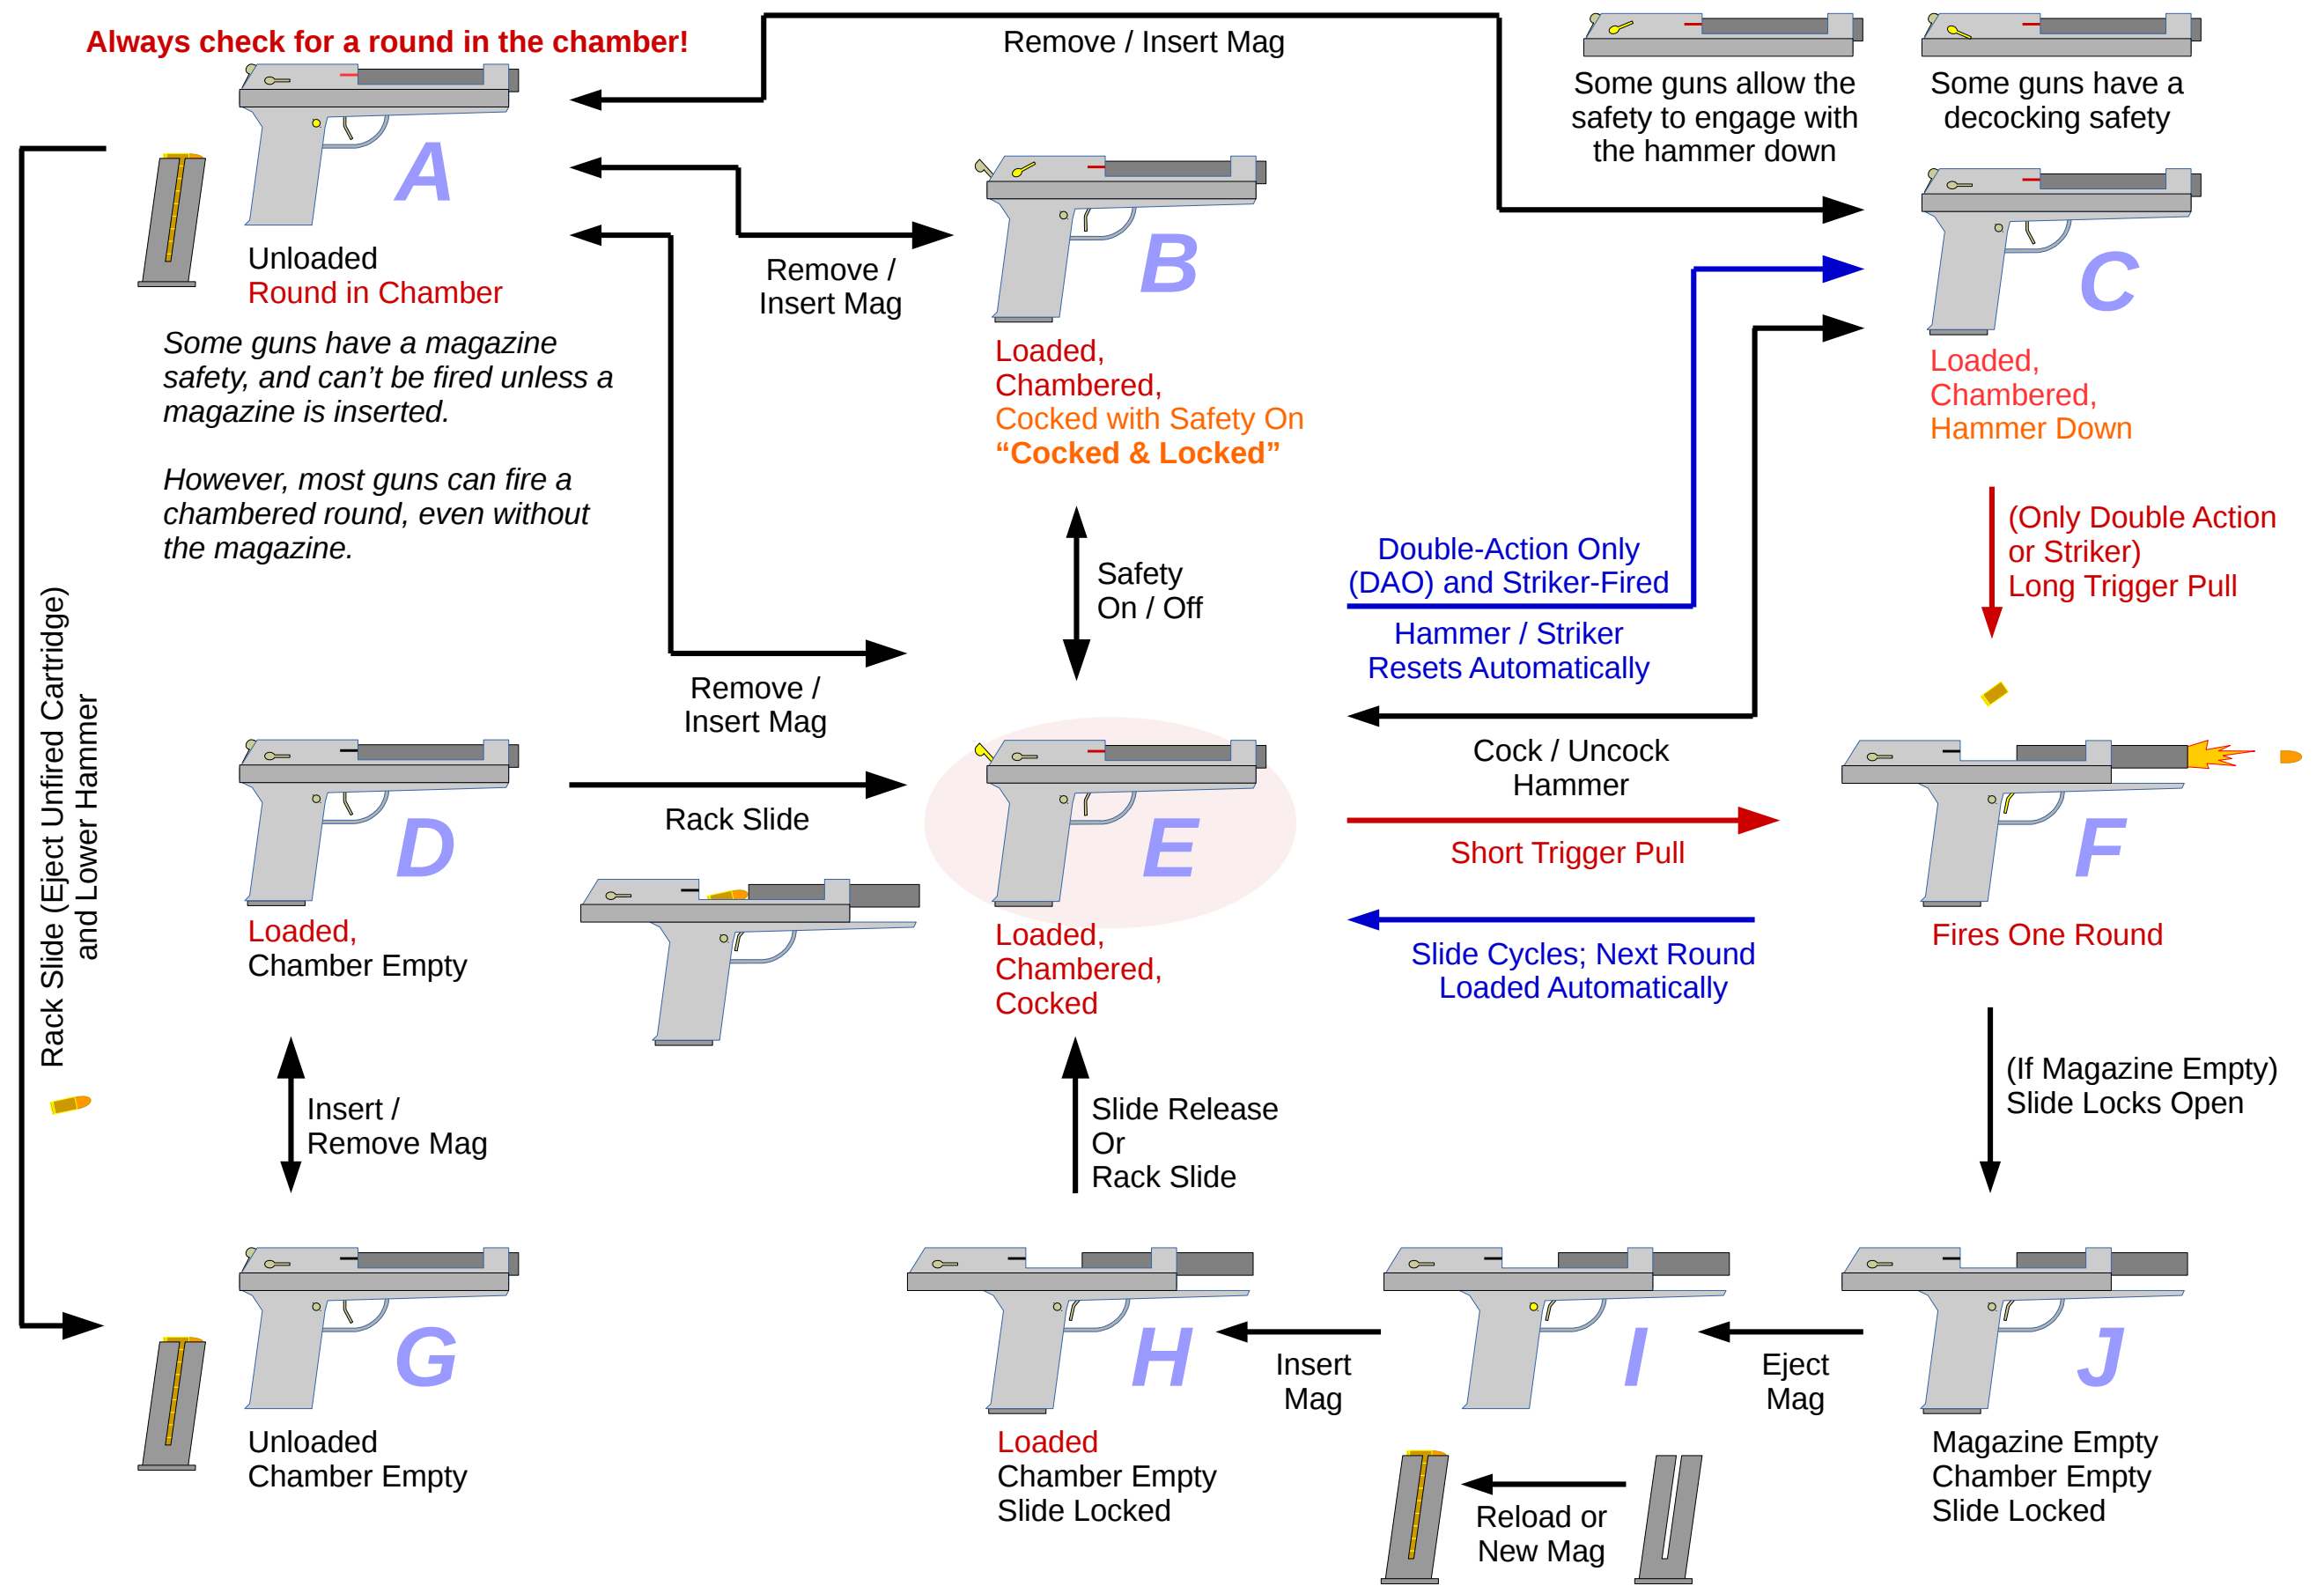 Always check for a round in the chamber!
Remove / Insert Mag
Some guns allow the
safety to engage with
the hammer down
Some guns have a
decocking safety
A
Unloaded
Round in Chamber
Some guns have a magazine
safety, and can’t be fired unless a
magazine is inserted.
However, most guns can fire a
chambered round, even without
the magazine.
Remove /
Insert Mag
B
Loaded,
Chambered,
Cocked with Safety On
“Cocked & Locked”
C
Loaded,
Chambered,
Hammer Down
Safety
On / Off
Double-Action Only
(DAO) and Striker-Fired
Hammer / Striker
Resets Automatically
(Only Double Action
or Striker)
Long Trigger Pull
Rack Slide (Eject Unfired Cartridge)
and Lower Hammer
Remove /
Insert Mag
D
Loaded,
Chamber Empty
Rack Slide
E
Loaded,
Chambered,
Cocked
Cock / Uncock
Hammer
Short Trigger Pull
Slide Cycles; Next Round
Loaded Automatically
F
Fires One Round
Insert /
Remove Mag
Slide Release
Or
Rack Slide
(If Magazine Empty)
Slide Locks Open
G
Unloaded
Chamber Empty
H
Loaded
Chamber Empty
Slide Locked
Insert
Mag
I
Reload or
New Mag
Eject
Mag
J
Magazine Empty
Chamber Empty
Slide Locked